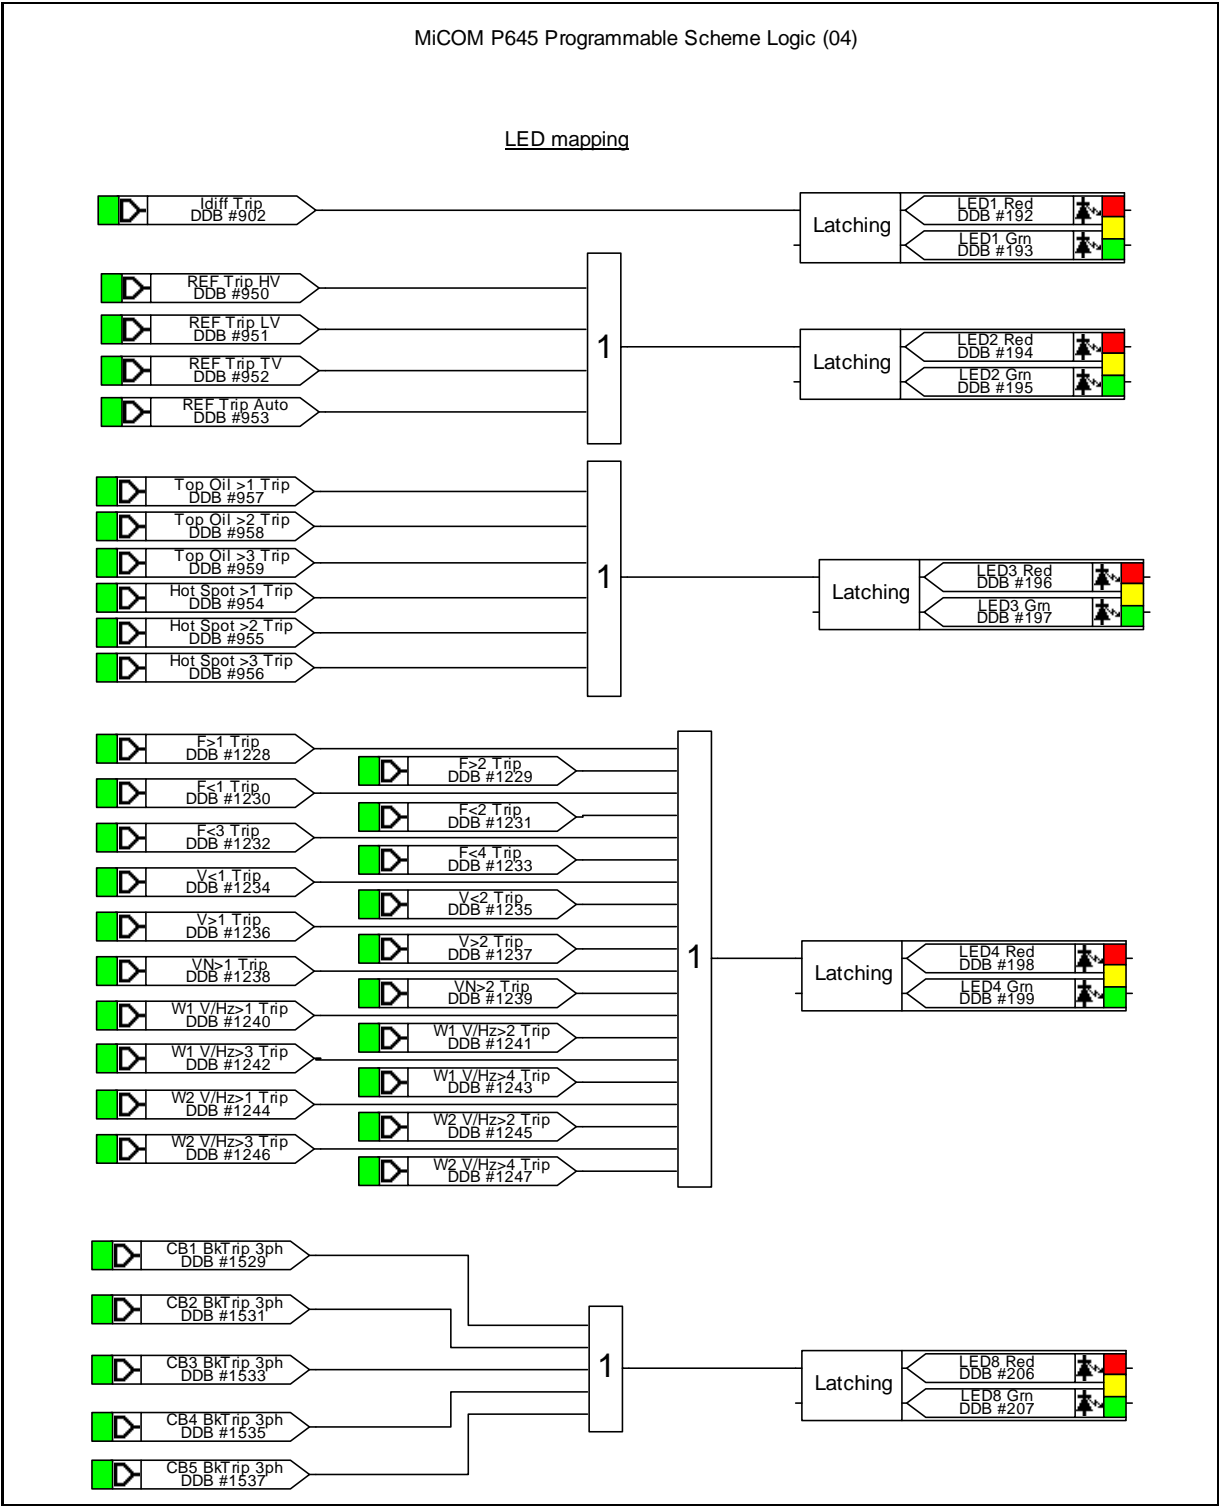 MiCOM P645 Programmable Scheme Logic (04)
LED mapping
Idiff Trip
DDB #902
Latching
LED1 Red
DDB #192
LED1 Grn
DDB #193
REF Trip HV
DDB #950
REF Trip LV
DDB #951
REF Trip TV
DDB #952
REF Trip Auto
DDB #953
1
Latching
LED2 Red
DDB #194
LED2 Grn
DDB #195
Top Oil >1 Trip
DDB #957
Top Oil >2 Trip
DDB #958
Top Oil >3 Trip
DDB #959
Hot Spot >1 Trip
DDB #954
Hot Spot >2 Trip
DDB #955
Hot Spot >3 Trip
DDB #956
1
Latching
LED3 Red
DDB #196
LED3 Grn
DDB #197
F>1 Trip
DDB #1228
F>2 Trip
DDB #1229
F<1 Trip
DDB #1230
F<2 Trip
DDB #1231
F<3 Trip
DDB #1232
F<4 Trip
DDB #1233
V<1 Trip
DDB #1234
V<2 Trip
DDB #1235
V>1 Trip
DDB #1236
V>2 Trip
DDB #1237
VN>1 Trip
DDB #1238
VN>2 Trip
DDB #1239
W1 V/Hz>1 Trip
DDB #1240
W1 V/Hz>2 Trip
DDB #1241
W1 V/Hz>3 Trip
DDB #1242
W1 V/Hz>4 Trip
DDB #1243
W2 V/Hz>1 Trip
DDB #1244
W2 V/Hz>2 Trip
DDB #1245
W2 V/Hz>3 Trip
DDB #1246
W2 V/Hz>4 Trip
DDB #1247
1
Latching
LED4 Red
DDB #198
LED4 Grn
DDB #199
CB1 BkTrip 3ph
DDB #1529
CB2 BkTrip 3ph
DDB #1531
CB3 BkTrip 3ph
DDB #1533
CB4 BkTrip 3ph
DDB #1535
CB5 BkTrip 3ph
DDB #1537
1
Latching
LED8 Red
DDB #206
LED8 Grn
DDB #207